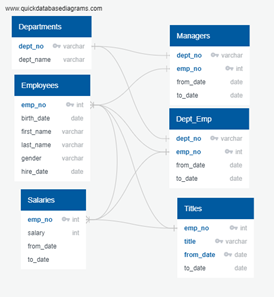 www.quickdatabasediagrams.com
Departments
dept_no varchar
dept_name varchar
Employees
emp_no int
birth_date date
first_name varchar
last_name varchar
gender varchar
hire_date date
Salaries
emp_no int
salary int
from_date date
to_date date
Managers
dept_no varchar
emp_no int
from_date date
to_date date
Dept_Emp
dept_no varchar
emp_no int
from_date date
to_date date
Titles
emp_no int
title varchar
from_date date
to_date date